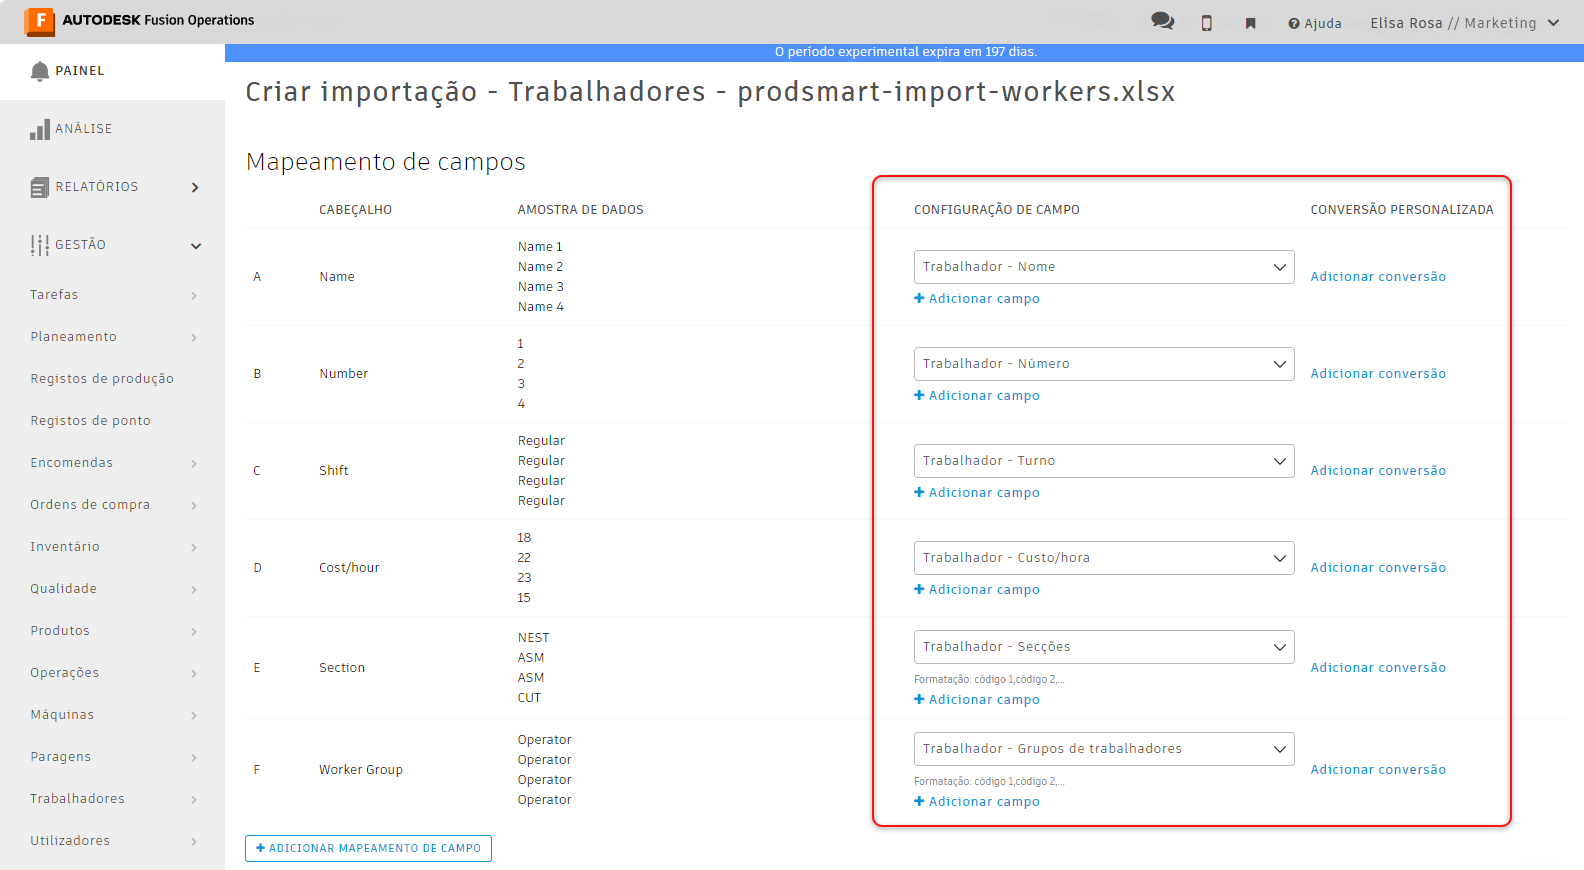 F AUTODESK Fusion Operations
Ajuda
Elisa Rosa // Marketing
O período experimental expira em 197 dias.
PAINEL
ANÁLISE
RELATÓRIOS
GESTÃO
Tarefas
Planeamento
Registos de produção
Registos de ponto
Encomendas
Ordens de compra
Inventário
Qualidade
Produtos
Operações
Máquinas
Paragens
Trabalhadores
Utilizadores
Criar importação - Trabalhadores - prodsmart-import-workers.xlsx
Mapeamento de campos
CABEÇALHO AMOSTRA DE DADOS CONFIGURAÇÃO DE CAMPO CONVERSÃO PERSONALIZADA
A
Name
Name 1
Name 2
Name 3
Name 4
Trabalhador - Nome
+ Adicionar campo
Adicionar conversão
B
Number
1
2
3
4
Trabalhador - Número
+ Adicionar campo
Adicionar conversão
C
Shift
Regular
Regular
Regular
Regular
Trabalhador - Turno
+ Adicionar campo
Adicionar conversão
D
Cost/hour
18
22
23
15
Trabalhador - Custo/hora
+ Adicionar campo
Adicionar conversão
E
Section
NEST
ASM
ASM
CUT
Trabalhador - Secções
Formatação: código 1,código 2,...
+ Adicionar campo
Adicionar conversão
F
Worker Group
Operator
Operator
Operator
Operator
Trabalhador - Grupos de trabalhadores
Formatação: código 1,código 2,...
+ Adicionar campo
Adicionar conversão
+ ADICIONAR MAPEAMENTO DE CAMPO